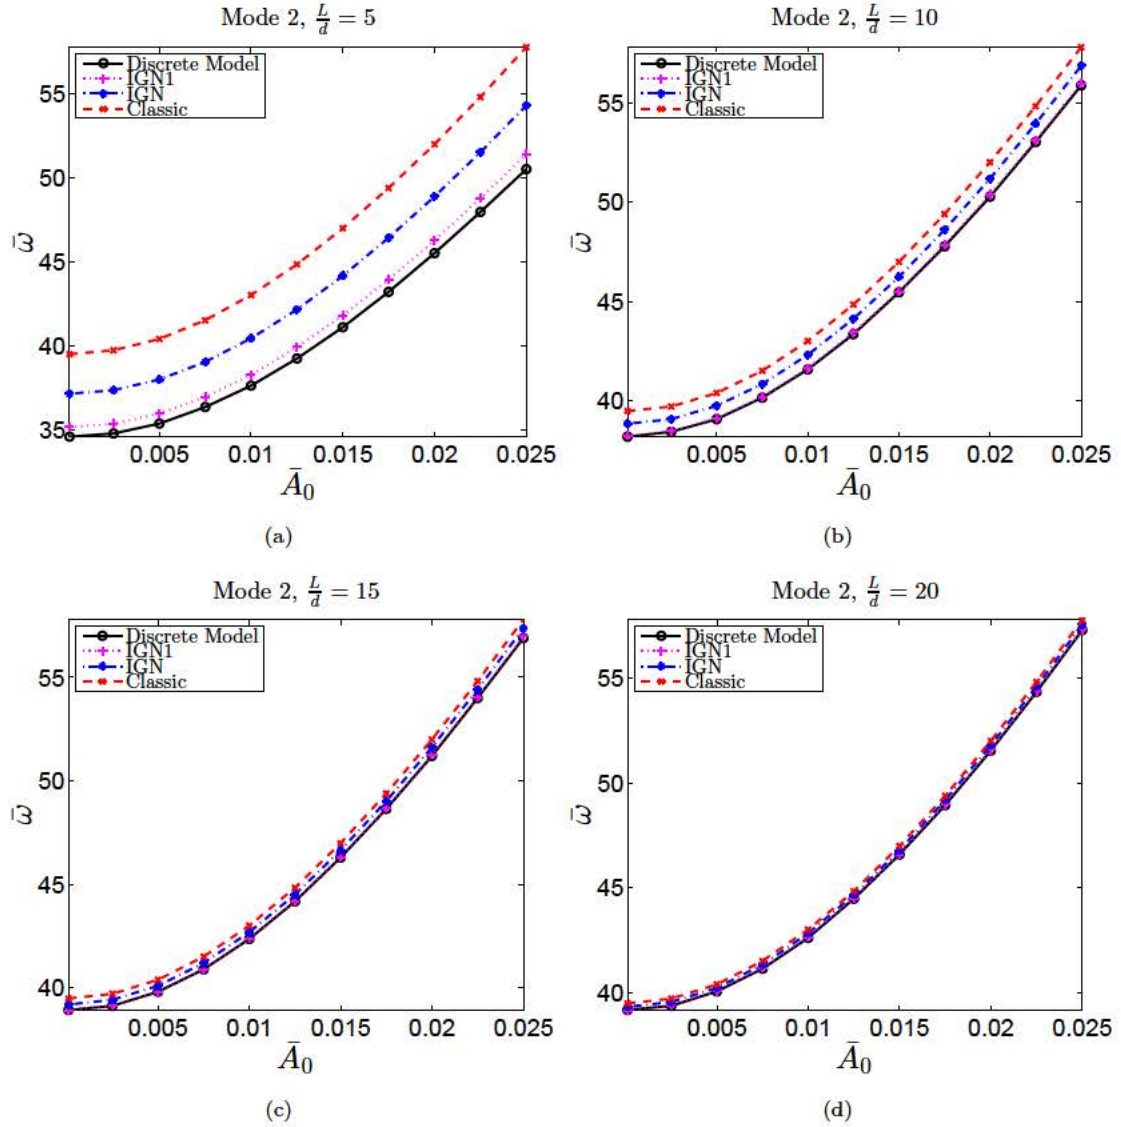 Mode 2, L/d = 5
Discrete Model
IGN1
IGN
Classic
55
50
45
40
35
ω̄
0.005 0.01 0.015 0.02 0.025
Ā₀
(a)
Mode 2, L/d = 10
Discrete Model
IGN1
IGN
Classic
55
50
45
40
ω̄
0.005 0.01 0.015 0.02 0.025
Ā₀
(b)
Mode 2, L/d = 15
Discrete Model
IGN1
IGN
Classic
55
50
45
40
ω̄
0.005 0.01 0.015 0.02 0.025
Ā₀
(c)
Mode 2, L/d = 20
Discrete Model
IGN1
IGN
Classic
55
50
45
40
ω̄
0.005 0.01 0.015 0.02 0.025
Ā₀
(d)